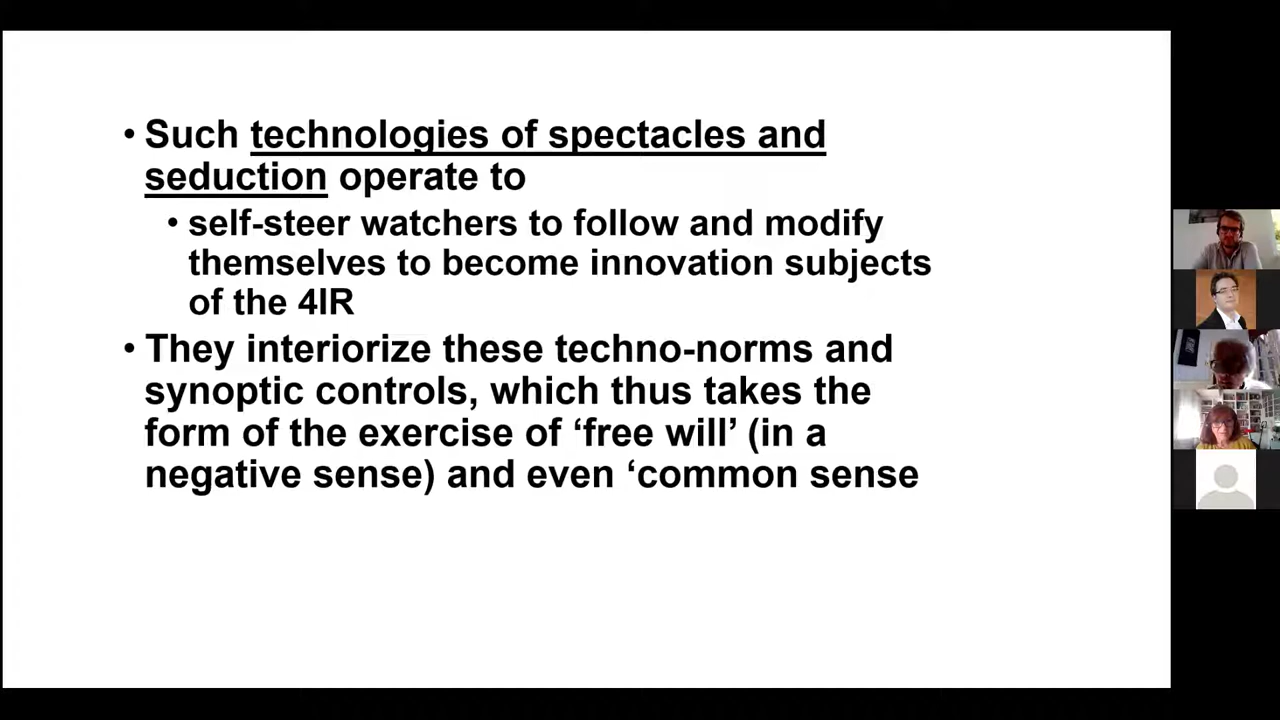 • Such technologies of spectacles and
seduction operate to
• self-steer watchers to follow and modify
themselves to become innovation subjects
of the 4IR
• They interiorize these techno-norms and
synoptic controls, which thus takes the
form of the exercise of ‘free will’ (in a
negative sense) and even ‘common sense